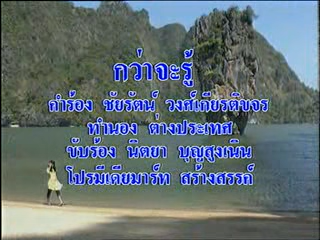 กว่าจะรู้
คำร้อง ชัยรัตน์ วงศ์เกียรติขจร
ทำนอง ต่างประเทศ
ขับร้อง นิตยา บุญสูงเนิน
โปรมีเดียมาร์ท สร้างสรรค์